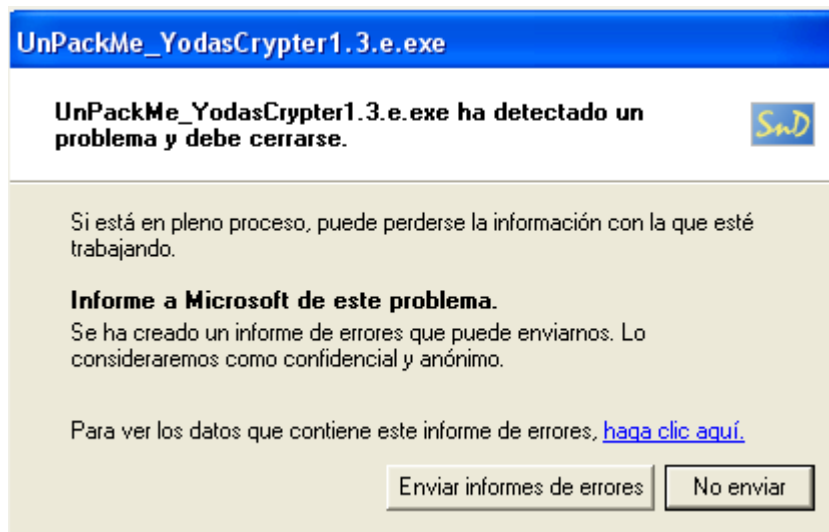 UnPackMe_YodasCrypter1.3.e.exe
UnPackMe_YodasCrypter1.3.e.exe ha detectado un
problema y debe cerrarse.
SnD
Si está en pleno proceso, puede perderse la información con la que esté
trabajando.
Informe a Microsoft de este problema.
Se ha creado un informe de errores que puede enviarnos. Lo
consideraremos como confidencial y anónimo.
Para ver los datos que contiene este informe de errores, haga clic aquí.
Enviar informes de errores No enviar